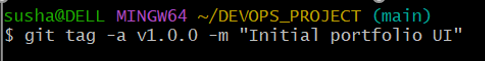 susha@DELL MINGW64 ~/DEVOPS_PROJECT (main)
$ git tag -a v1.0.0 -m "Initial portfolio UI"